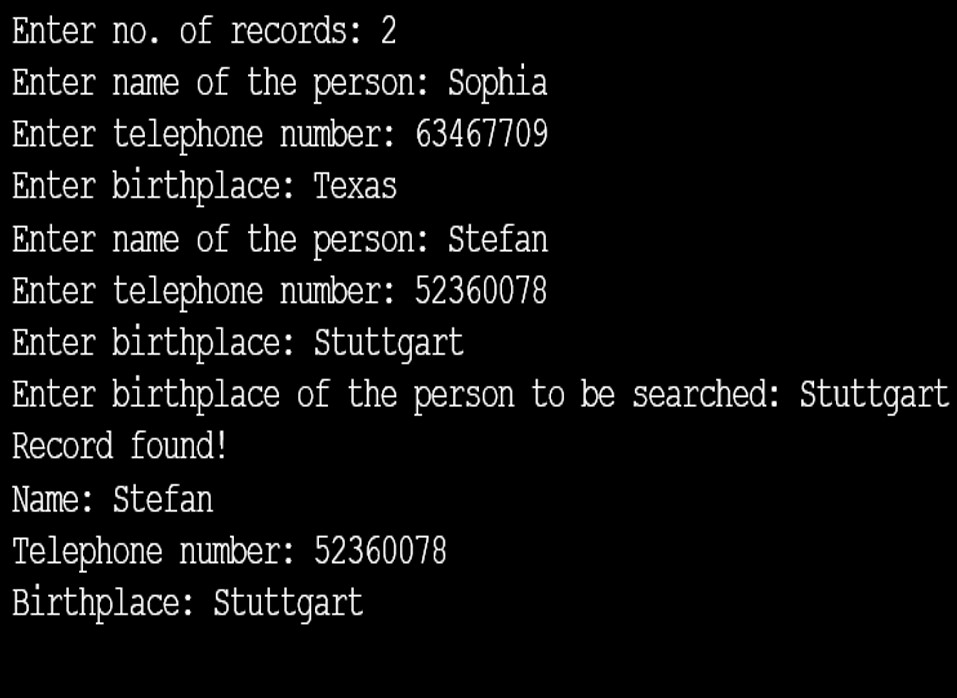 Enter no. of records: 2
Enter name of the person: Sophia
Enter telephone number: 63467709
Enter birthplace: Texas
Enter name of the person: Stefan
Enter telephone number: 52360078
Enter birthplace: Stuttgart
Enter birthplace of the person to be searched: Stuttgart
Record found!
Name: Stefan
Telephone number: 52360078
Birthplace: Stuttgart